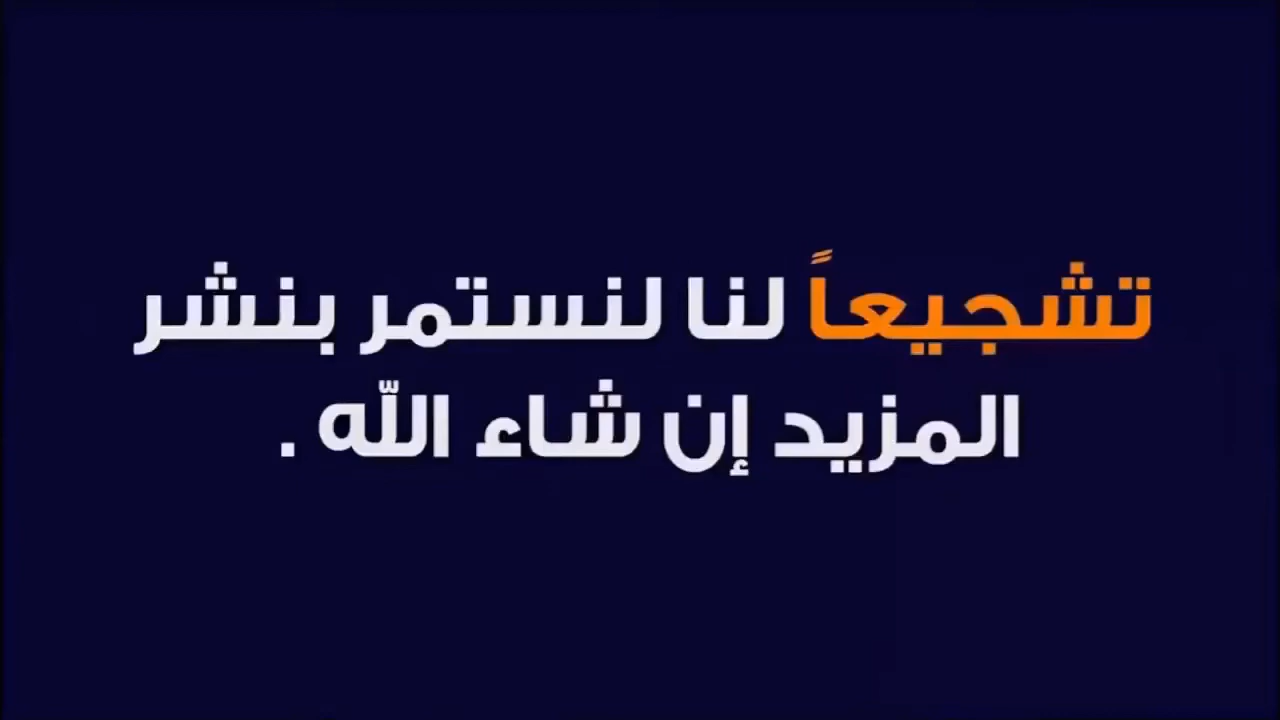 تشجيعاً لنا لنستمر بنشر
المزيد إن شاء اللّه .